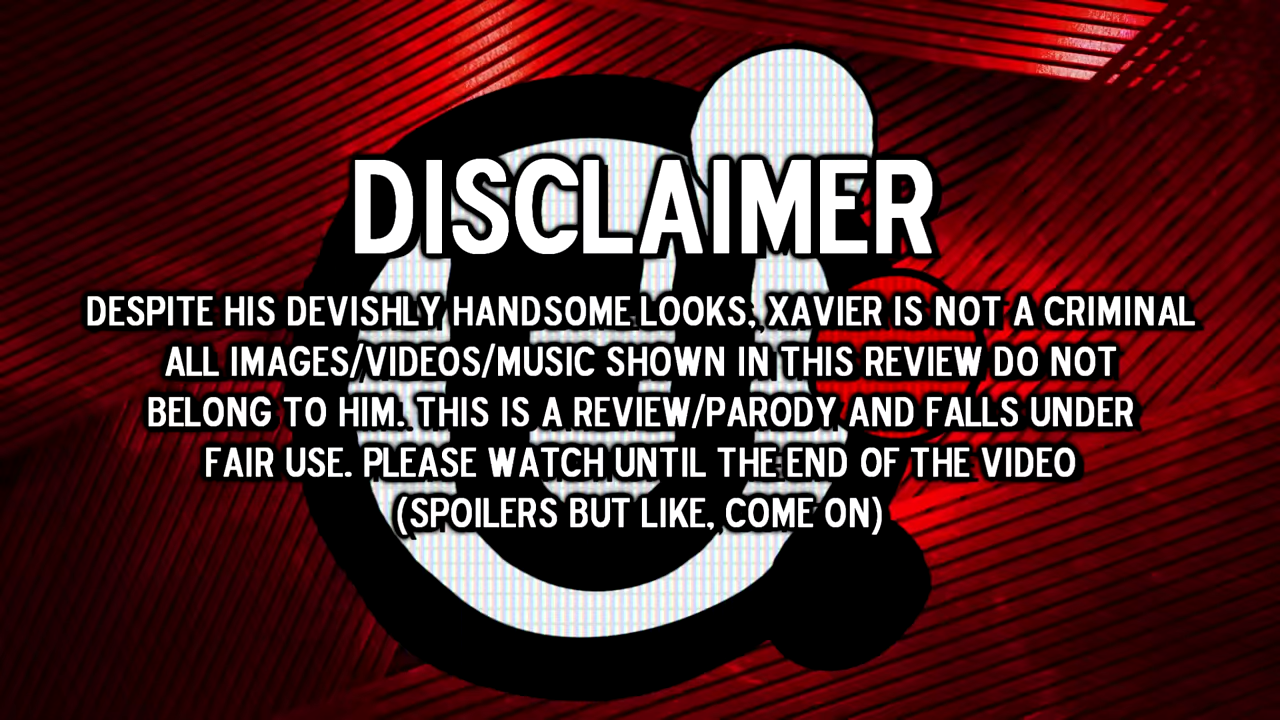 DISCLAIMER
DESPITE HIS DEVISHLY HANDSOME LOOKS, XAVIER IS NOT A CRIMINAL
ALL IMAGES/VIDEOS/MUSIC SHOWN IN THIS REVIEW DO NOT
BELONG TO HIM. THIS IS A REVIEW/PARODY AND FALLS UNDER
FAIR USE. PLEASE WATCH UNTIL THE END OF THE VIDEO
(SPOILERS BUT LIKE, COME ON)